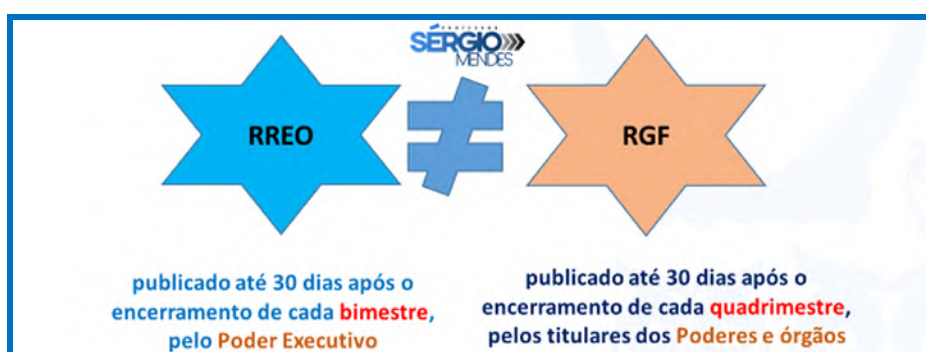 PROFESSOR
SÉRGIO
MENDES
RREO
RGF
publicado até 30 dias após o
encerramento de cada bimestre,
pelo Poder Executivo
publicado até 30 dias após o
encerramento de cada quadrimestre,
pelos titulares dos Poderes e órgãos